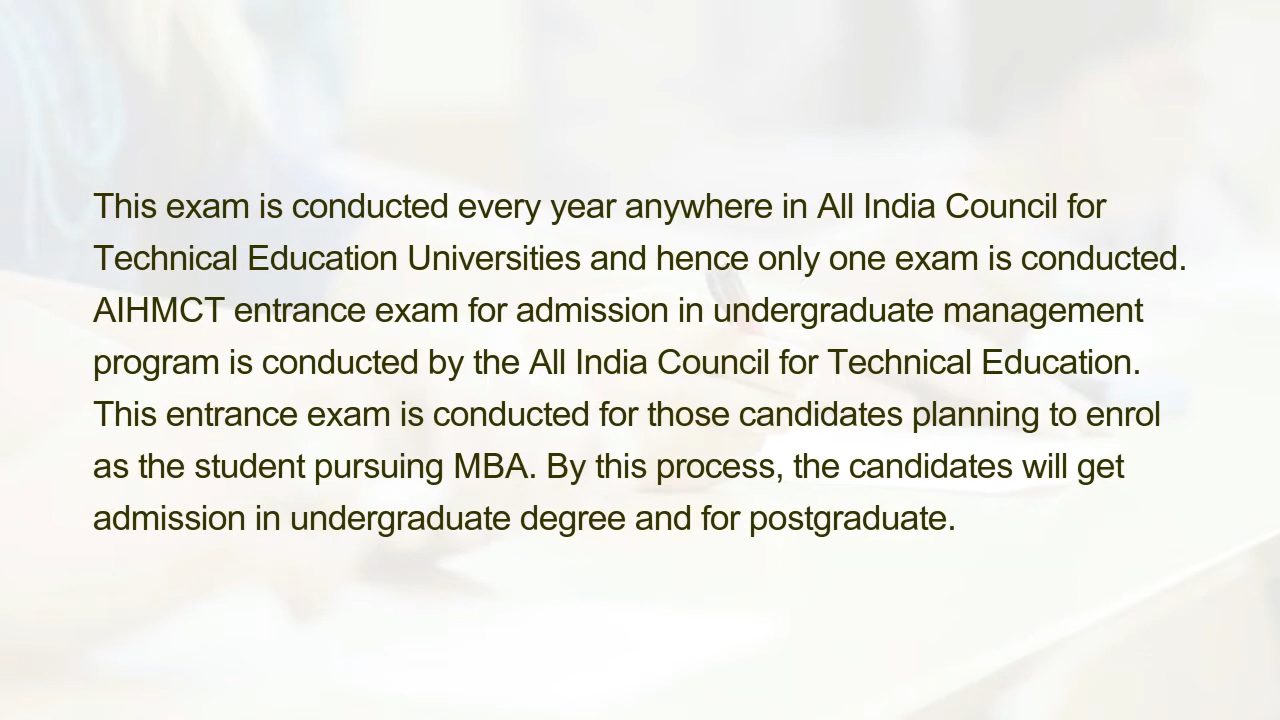 This exam is conducted every year anywhere in All India Council for
Technical Education Universities and hence only one exam is conducted.
AIHMCT entrance exam for admission in undergraduate management
program is conducted by the All India Council for Technical Education.
This entrance exam is conducted for those candidates planning to enrol
as the student pursuing MBA. By this process, the candidates will get
admission in undergraduate degree and for postgraduate.